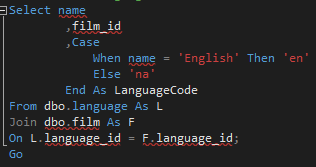 Select name
,film_id
,Case
When name = 'English' Then 'en'
Else 'na'
End As LanguageCode
From dbo.language As L
Join dbo.film As F
On L.language_id = F.language_id;
Go